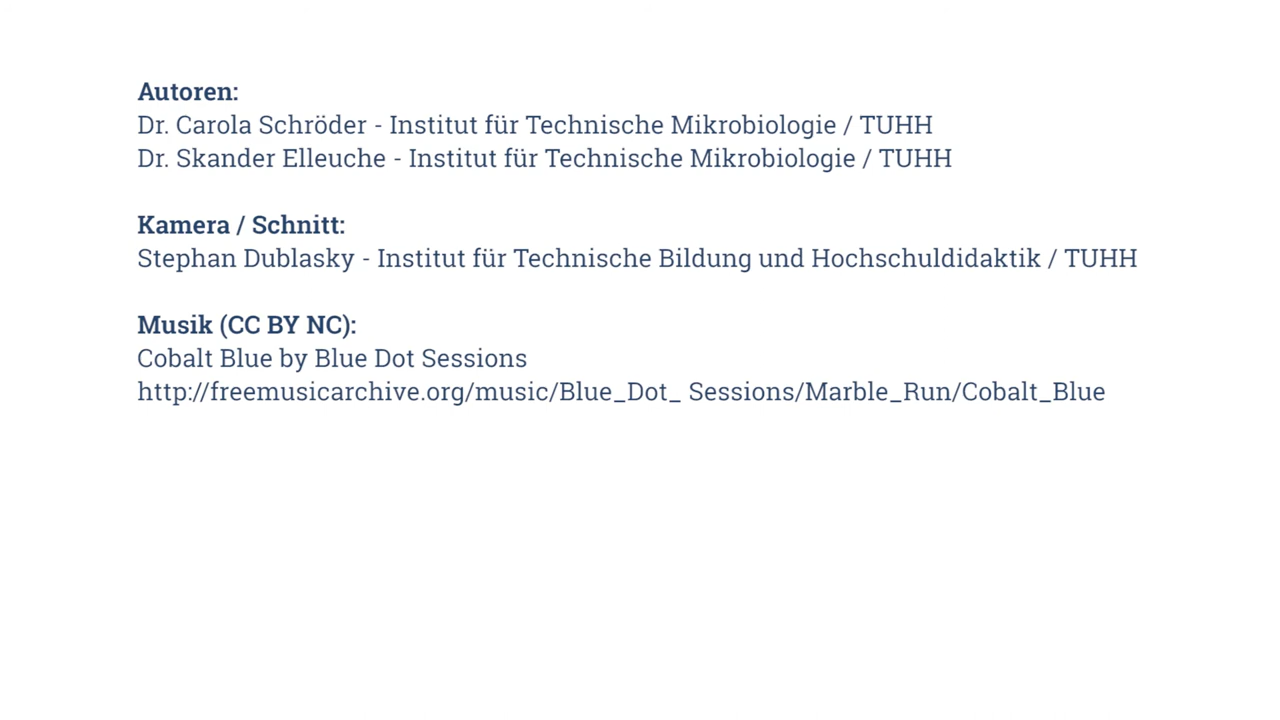 Autoren:
Dr. Carola Schröder - Institut für Technische Mikrobiologie / TUHH
Dr. Skander Elleuche - Institut für Technische Mikrobiologie / TUHH
Kamera / Schnitt:
Stephan Dublasky - Institut für Technische Bildung und Hochschuldidaktik / TUHH
Musik (CC BY NC):
Cobalt Blue by Blue Dot Sessions
http://freemusicarchive.org/music/Blue_Dot_ Sessions/Marble_Run/Cobalt_Blue